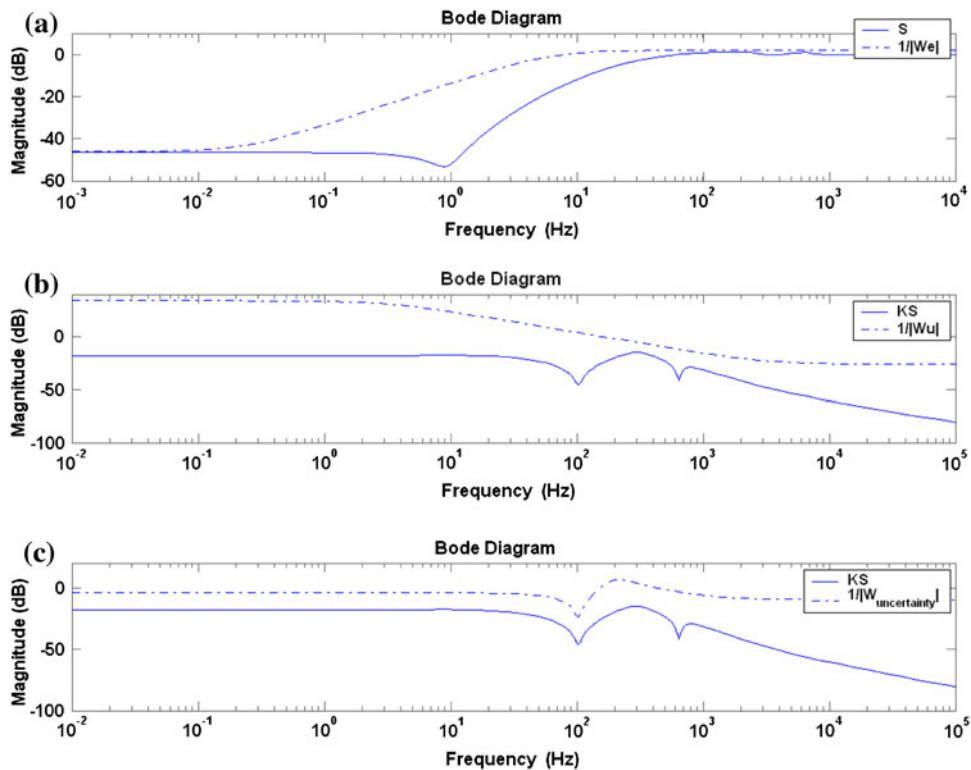 (a)
Bode Diagram
Magnitude (dB)
0
-20
-40
-60
S
1/|We|
10^-3 10^-2 10^-1 10^0 10^1 10^2 10^3 10^4
Frequency (Hz)
(b)
Bode Diagram
Magnitude (dB)
0
-50
-100
KS
1/|Wu|
10^-2 10^-1 10^0 10^1 10^2 10^3 10^4 10^5
Frequency (Hz)
(c)
Bode Diagram
Magnitude (dB)
0
-50
-100
KS
1/|W_uncertainty|
10^-2 10^-1 10^0 10^1 10^2 10^3 10^4 10^5
Frequency (Hz)